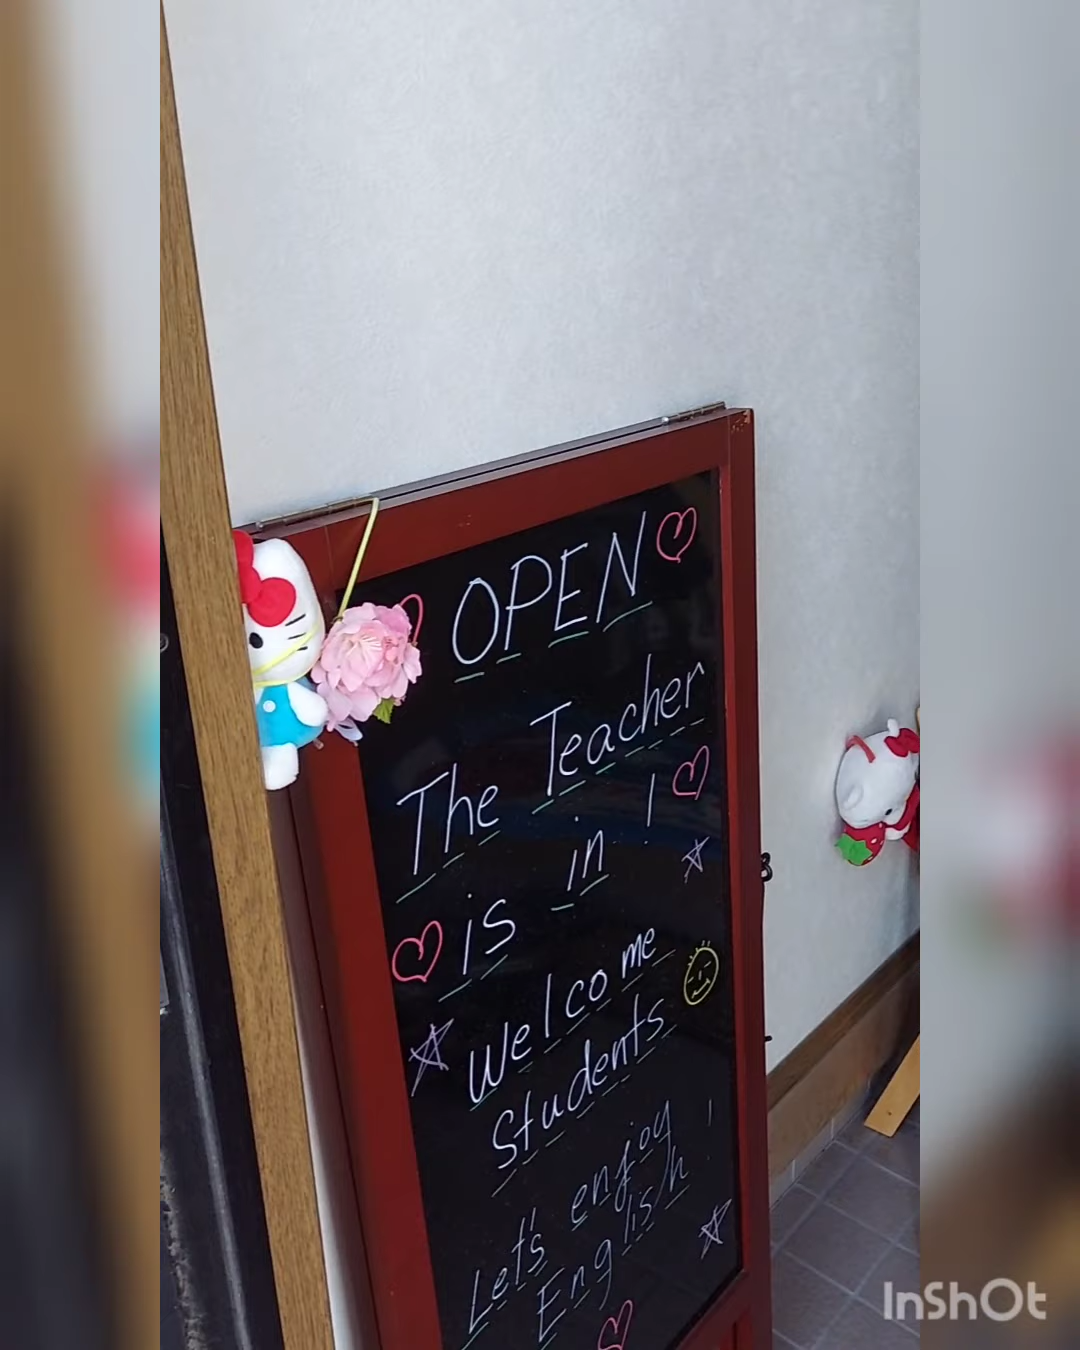 OPEN
The Teacher
is in !
Welcome
Students
Let's enjoy !
English
InShOt